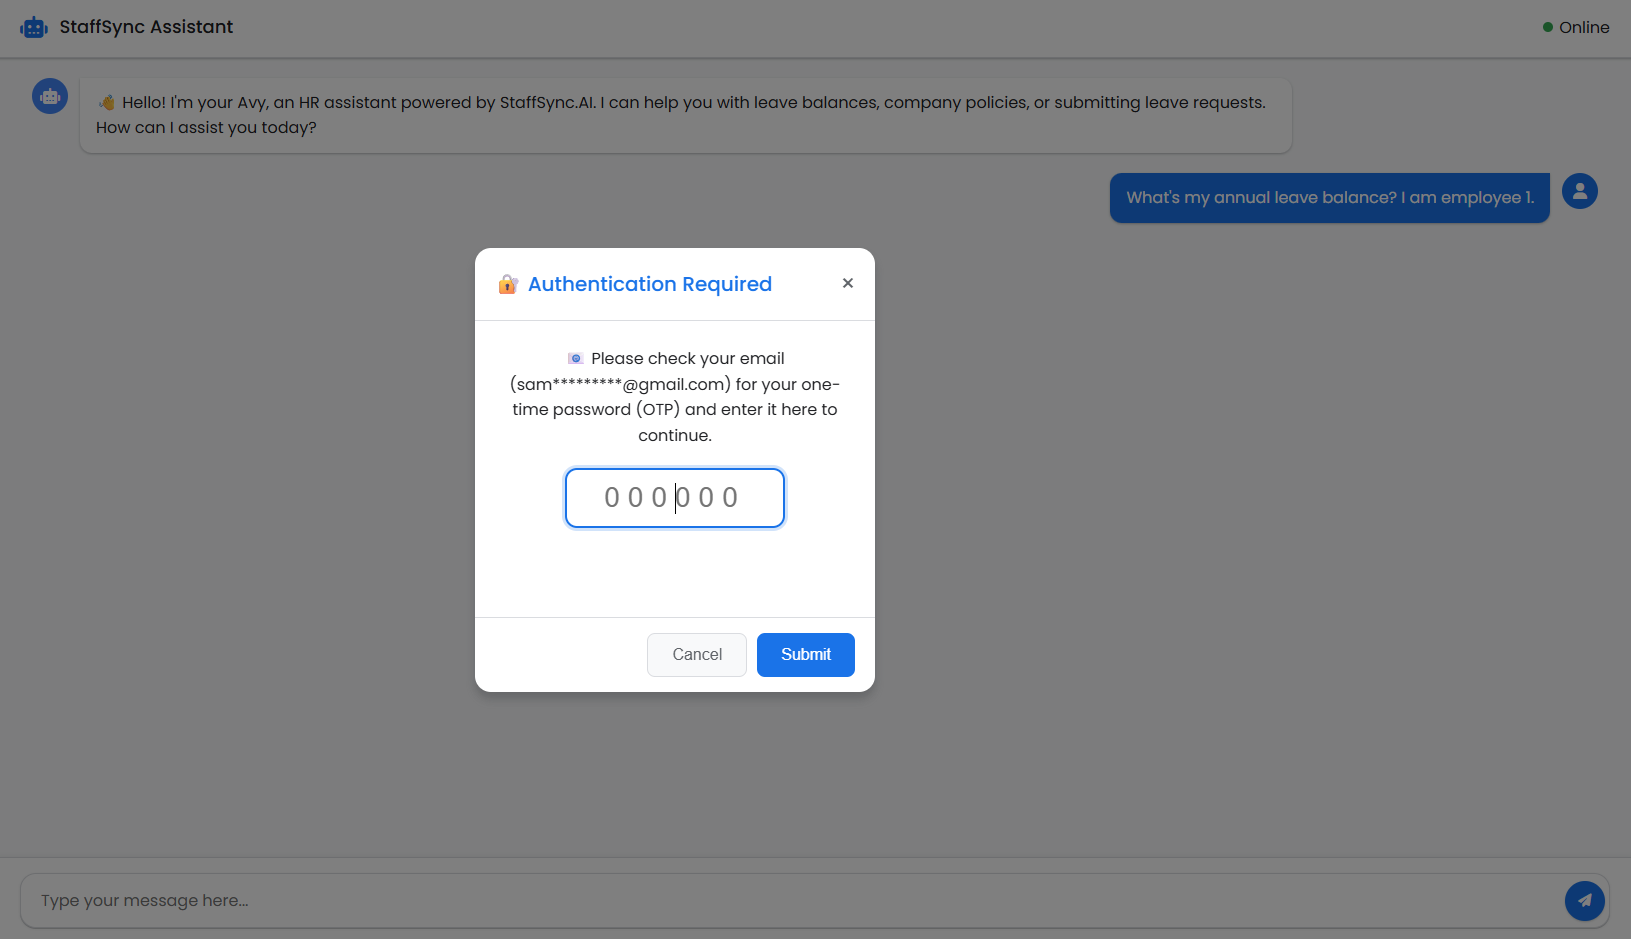 StaffSync Assistant
Online
👋 Hello! I'm your Avy, an HR assistant powered by StaffSync.AI. I can help you with leave balances, company policies, or submitting leave requests.
How can I assist you today?
What's my annual leave balance? I am employee 1.
🔐 Authentication Required
×
📧 Please check your email
(sam*********@gmail.com) for your one-
time password (OTP) and enter it here to
continue.
000000
Cancel
Submit
Type your message here...